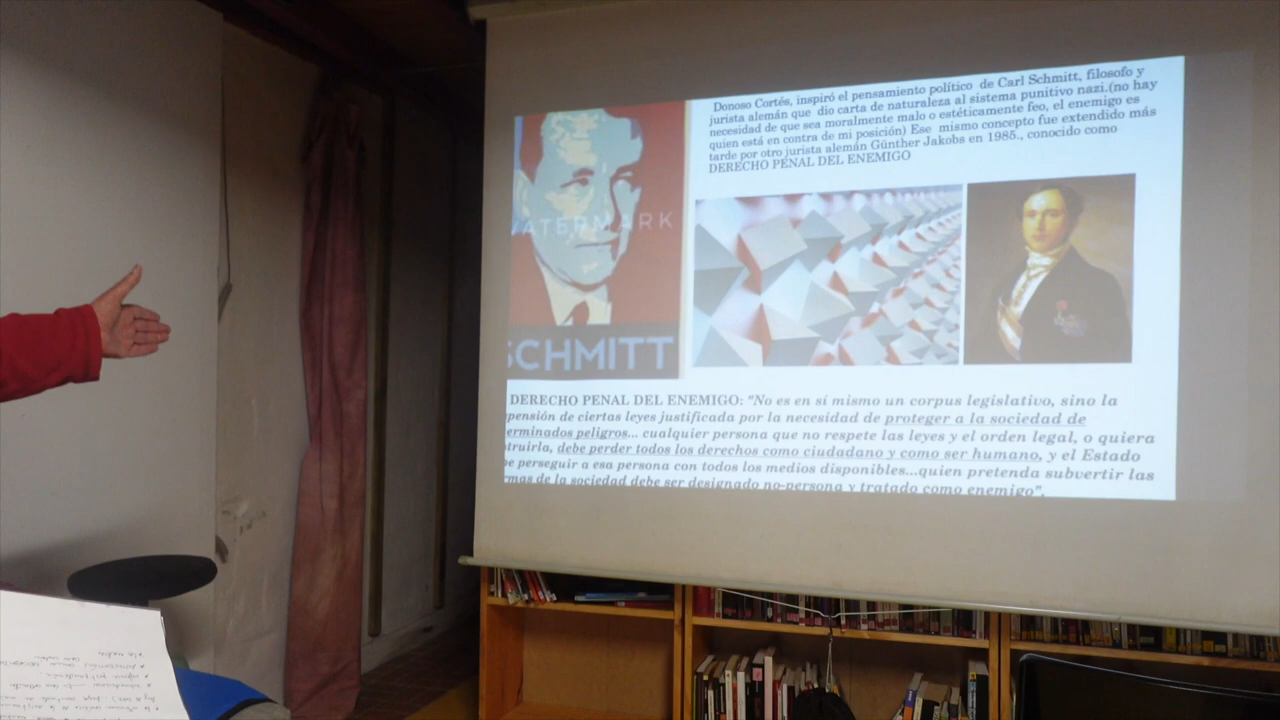 Donoso Cortés, inspiró el pensamiento político de Carl Schmitt, filosofo y
jurista alemán que dio carta de naturaleza al sistema punitivo nazi.(no hay
necesidad de que sea moralmente malo o estéticamente feo, el enemigo es
quien está en contra de mi posición) Ese mismo concepto fue extendido más
tarde por otro jurista alemán Günther Jakobs en 1985., conocido como
DERECHO PENAL DEL ENEMIGO
WATERMARK
SCHMITT
DERECHO PENAL DEL ENEMIGO: "No es en si mismo un corpus legislativo, sino la
pensión de ciertas leyes justificada por la necesidad de proteger a la sociedad de
erminados peligros... cualquier persona que no respete las leyes y el orden legal, o quiera
truirla, debe perder todos los derechos como ciudadano y como ser humano, y el Estado
be perseguir a esa persona con todos los medios disponibles...quien pretenda subvertir las
rmas de la sociedad debe ser designado no-persona y tratado como enemigo".